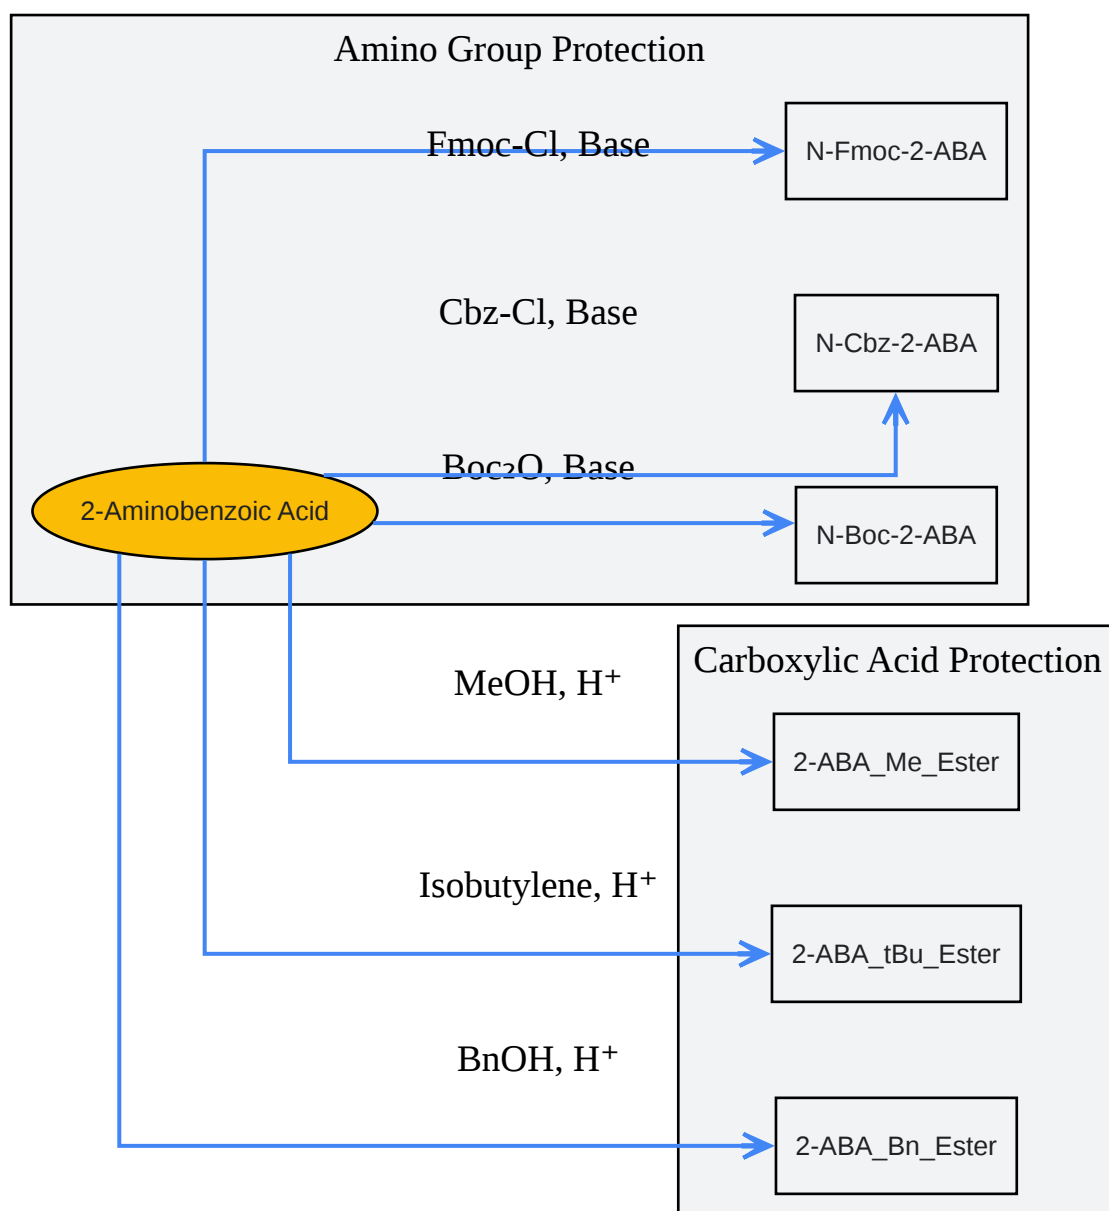 Amino Group Protection
Fmoc-Cl, Base
N-Fmoc-2-ABA
Cbz-Cl, Base
N-Cbz-2-ABA
Boc₂O, Base
2-Aminobenzoic Acid
N-Boc-2-ABA
Carboxylic Acid Protection
MeOH, H⁺
2-ABA_Me_Ester
Isobutylene, H⁺
2-ABA_tBu_Ester
BnOH, H⁺
2-ABA_Bn_Ester